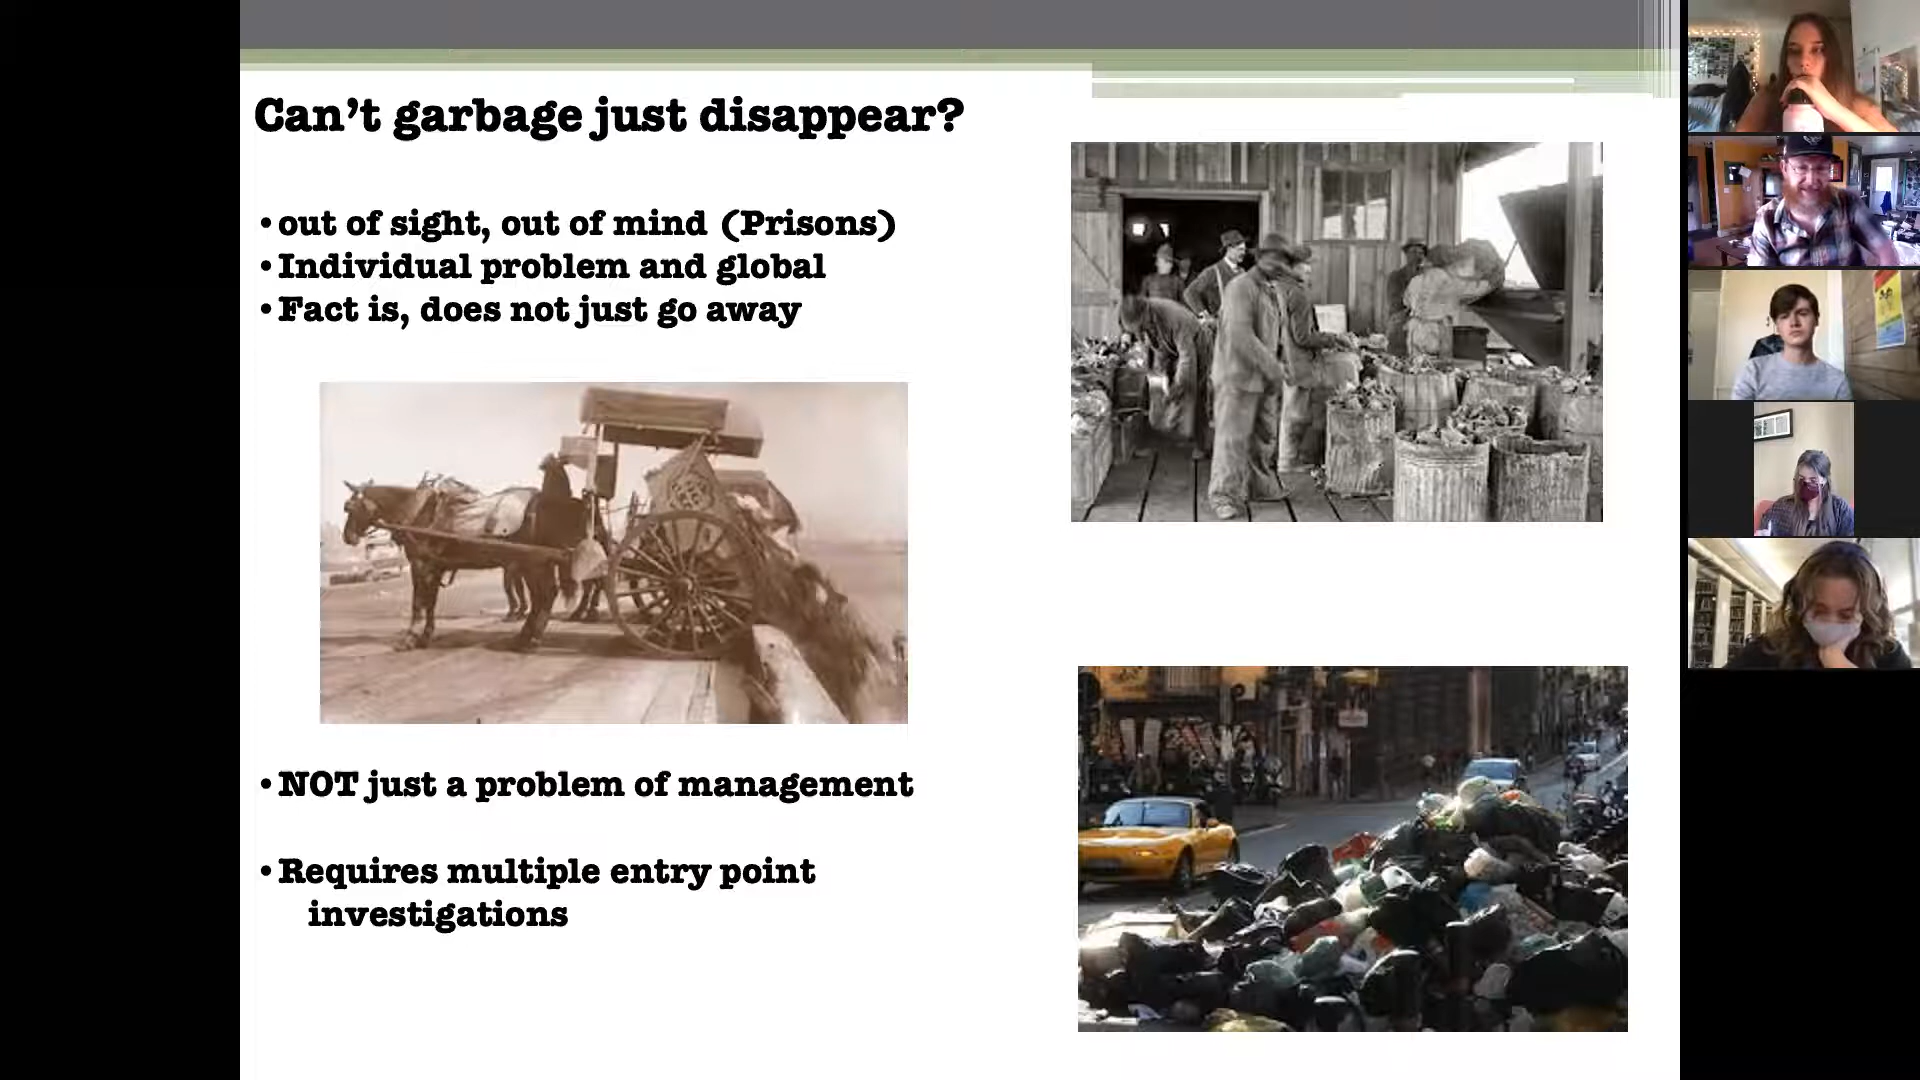 Can’t garbage just disappear?
•out of sight, out of mind (Prisons)
•Individual problem and global
•Fact is, does not just go away
•NOT just a problem of management
•Requires multiple entry point
investigations